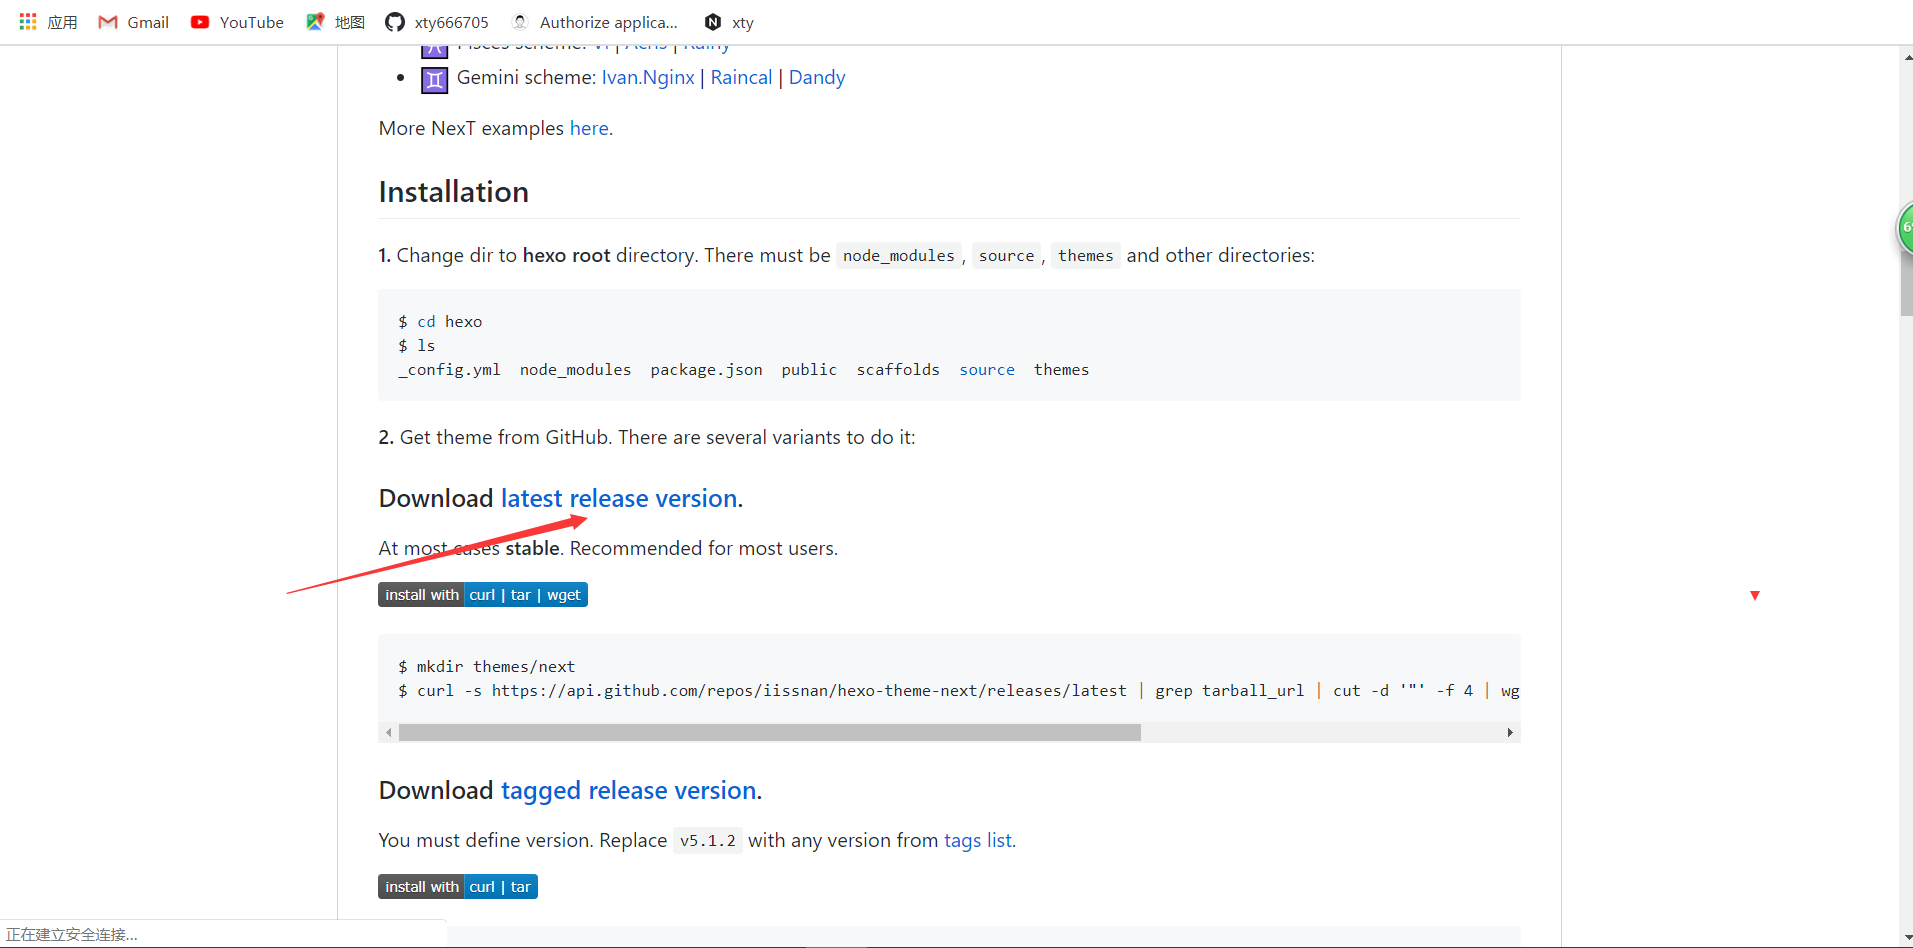 应用 Gmail YouTube 地图 xty666705 Authorize applica... xty
Pisces scheme: Vi | Acris | Rainy
Gemini scheme: Ivan.Nginx | Raincal | Dandy
More NexT examples here.
Installation
1. Change dir to hexo root directory. There must be node_modules, source, themes and other directories:
$ cd hexo
$ ls
_config.yml node_modules package.json public scaffolds source themes
2. Get theme from GitHub. There are several variants to do it:
Download latest release version.
At most cases stable. Recommended for most users.
install with curl | tar | wget
$ mkdir themes/next
$ curl -s https://api.github.com/repos/iissnan/hexo-theme-next/releases/latest | grep tarball_url | cut -d '"' -f 4 | wg
Download tagged release version.
You must define version. Replace v5.1.2 with any version from tags list.
install with curl | tar
正在建立安全连接...